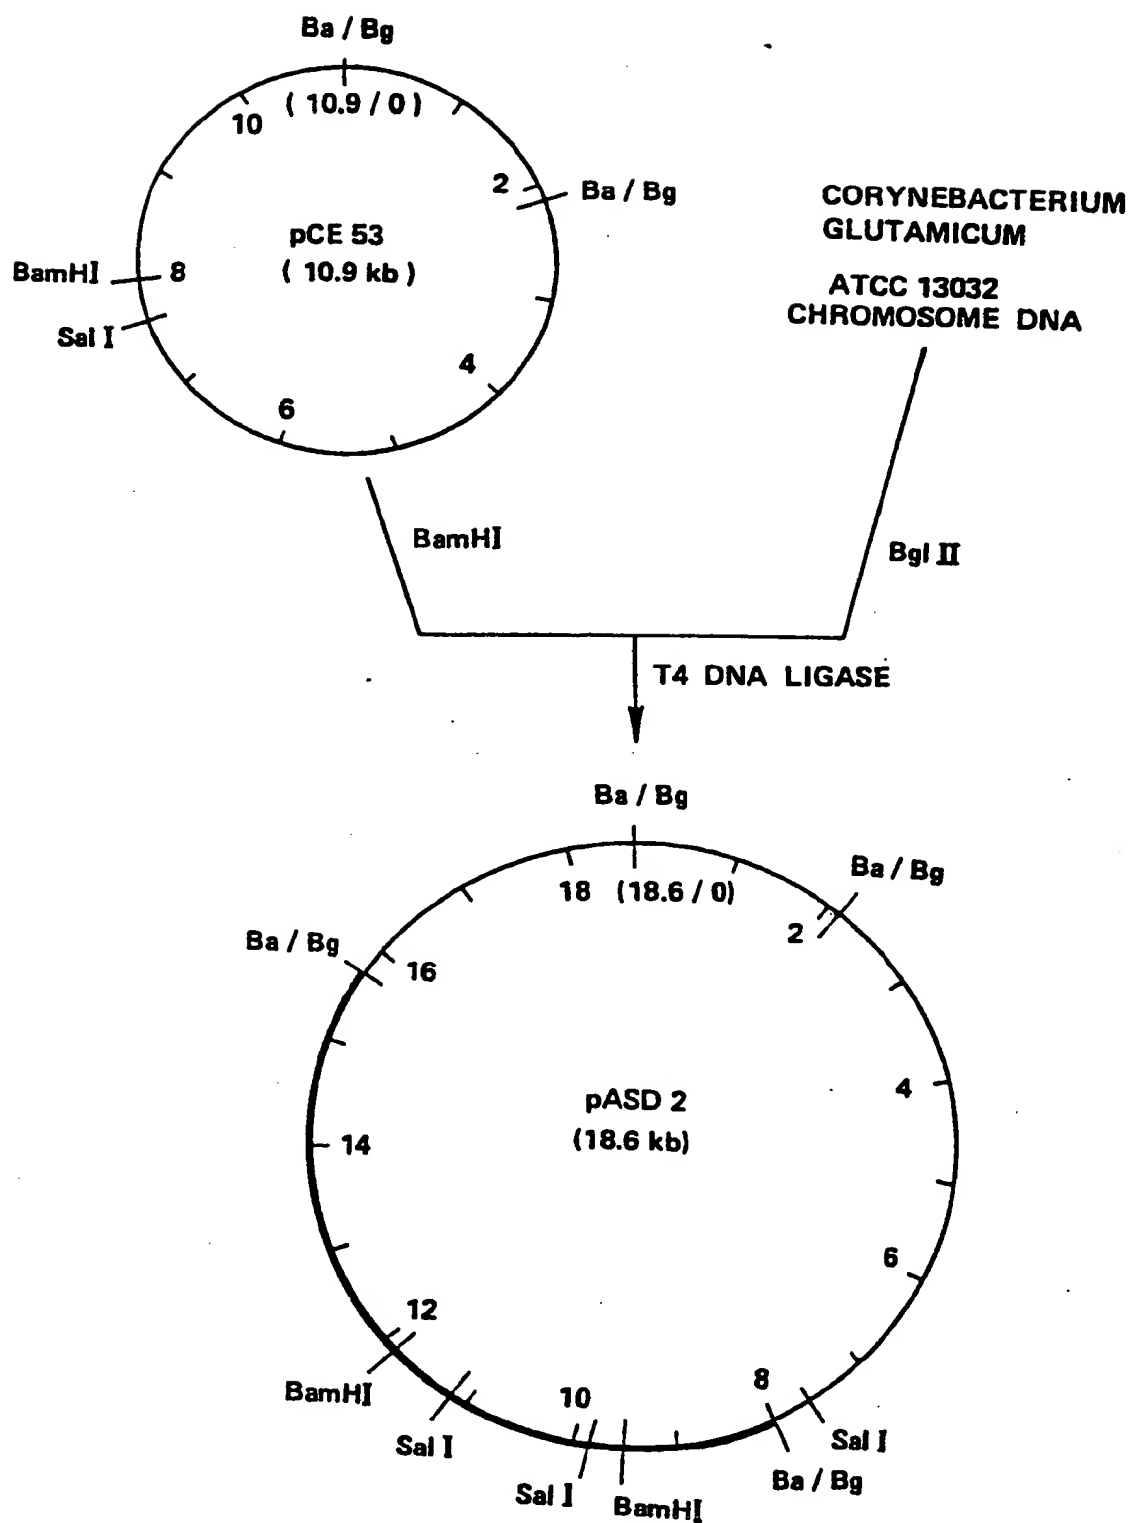 Ba / Bg
( 10.9 / 0 )
10
2
Ba / Bg
pCE 53
( 10.9 kb )
BamHI
8
Sal I
4
6
CORYNEBACTERIUM
GLUTAMICUM
ATCC 13032
CHROMOSOME DNA
BamHI
Bgl II
T4 DNA LIGASE
Ba / Bg
18
(18.6 / 0)
Ba / Bg
2
Ba / Bg
16
4
pASD 2
(18.6 kb)
14
6
12
BamHI
8
10
Sal I
Sal I
Ba / Bg
Sal I
BamHI